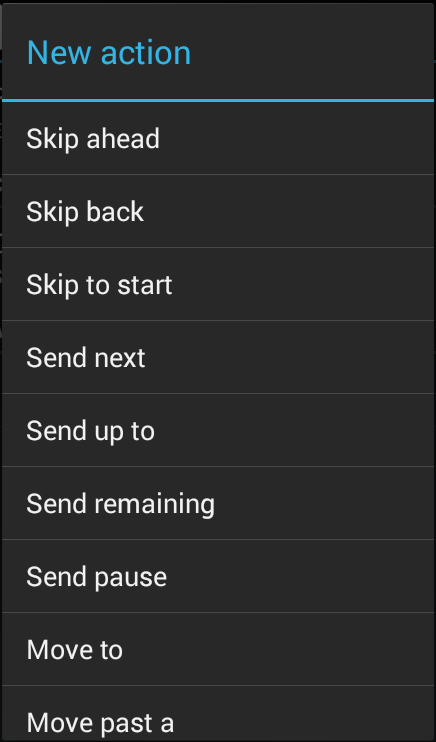 New action
Skip ahead
Skip back
Skip to start
Send next
Send up to
Send remaining
Send pause
Move to
Move past a